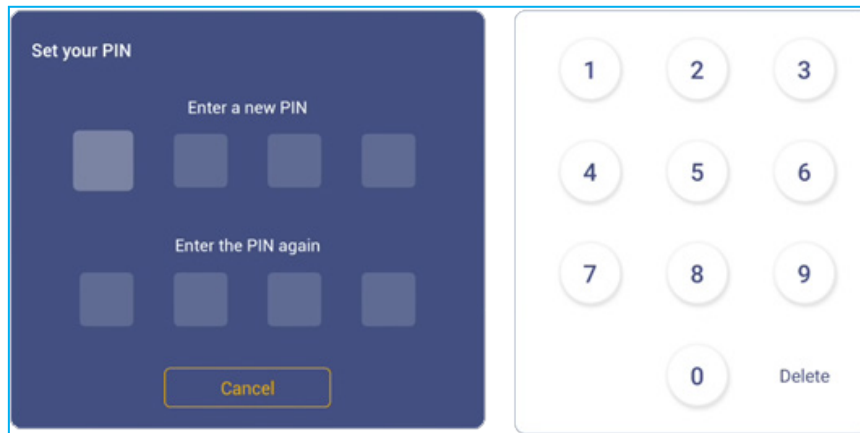 Set your PIN
Enter a new PIN
Enter the PIN again
Cancel
1 2 3
4 5 6
7 8 9
0 Delete